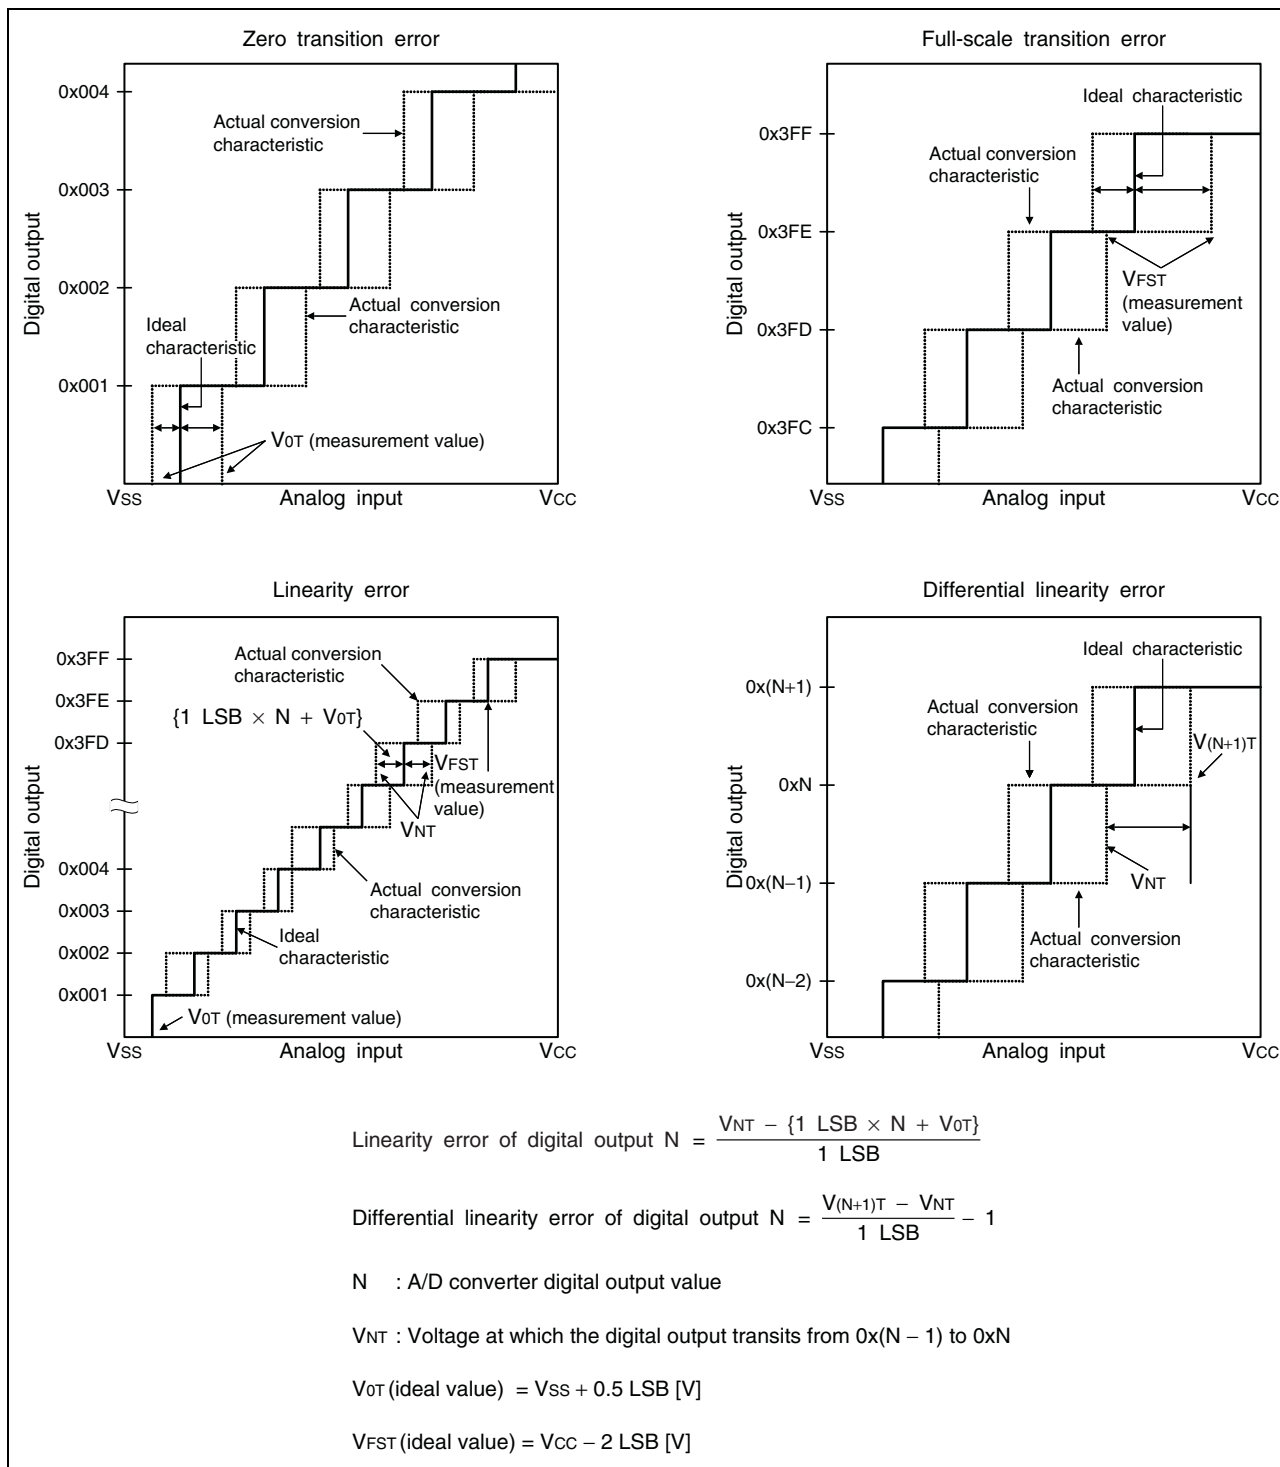 Zero transition error
0x004
0x003
0x002
0x001
Digital output
Actual conversion
characteristic
Actual conversion
characteristic
Ideal
characteristic
V0T (measurement value)
VSS
Analog input
VCC
Full-scale transition error
0x3FF
0x3FE
0x3FD
0x3FC
Digital output
Ideal characteristic
Actual conversion
characteristic
VFST
(measurement
value)
Actual conversion
characteristic
VSS
Analog input
VCC
Linearity error
0x3FF
0x3FE
0x3FD
0x004
0x003
0x002
0x001
Digital output
Actual conversion
characteristic
{1 LSB × N + V0T}
VFST
(measurement
value)
VNT
Actual conversion
characteristic
Ideal
characteristic
V0T (measurement value)
VSS
Analog input
VCC
Differential linearity error
0x(N+1)
0xN
0x(N−1)
0x(N−2)
Digital output
Ideal characteristic
Actual conversion
characteristic
V(N+1)T
VNT
Actual conversion
characteristic
VSS
Analog input
VCC
Linearity error of digital output N = VNT − {1 LSB × N + V0T}
1 LSB
Differential linearity error of digital output N = V(N+1)T − VNT
1 LSB
− 1
N : A/D converter digital output value
VNT : Voltage at which the digital output transits from 0x(N − 1) to 0xN
V0T (ideal value) = VSS + 0.5 LSB [V]
VFST (ideal value) = VCC − 2 LSB [V]